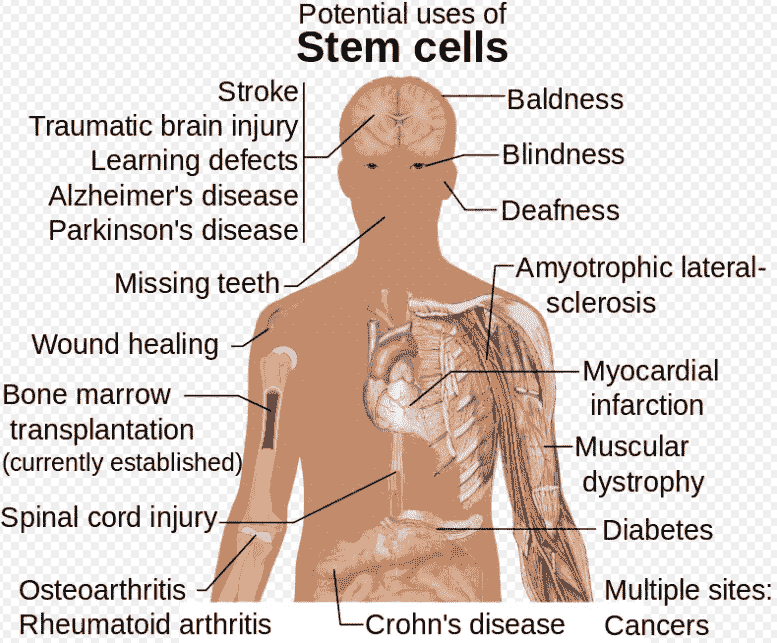 Potential uses of
Stem cells
Stroke
Traumatic brain injury
Learning defects
Alzheimer's disease
Parkinson's disease
Missing teeth
Wound healing
Bone marrow
transplantation
(currently established)
Spinal cord injury
Osteoarthritis
Rheumatoid arthritis
Baldness
Blindness
Deafness
Amyotrophic lateral-
sclerosis
Myocardial
infarction
Muscular
dystrophy
Diabetes
Crohn's disease
Multiple sites:
Cancers